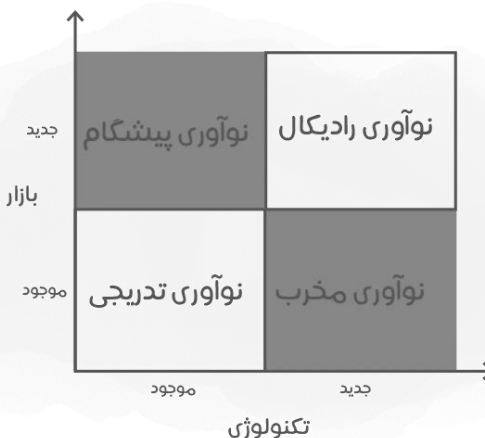 جدید
نوآوری رادیکال
نوآوری پیشگام
بازار
موجود
نوآوری مخرب
نوآوری تدریجی
جدید
موجود
تکنولوژی